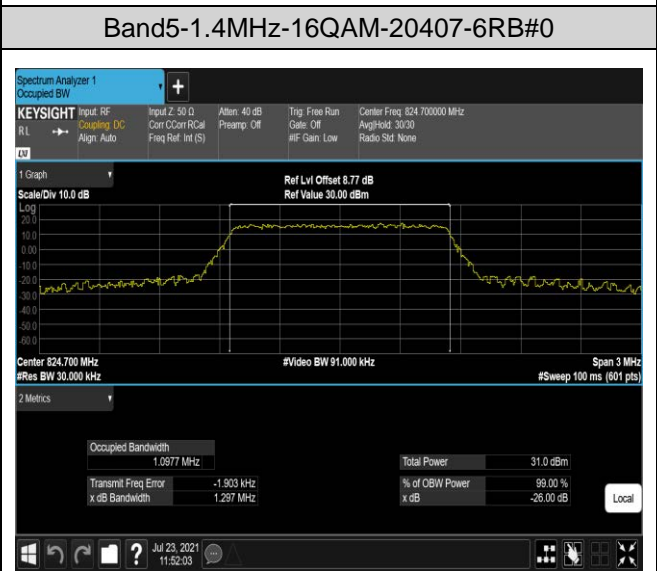 Band5-1.4MHz-16QAM-20407-6RB#0
Spectrum Analyzer 1
Occupied BW
+
KEYSIGHT Input: RF Input Z: 50 Ω Atten: 40 dB Trig: Free Run Center Freq: 824.700000 MHz
RL Coupling: DC Corr CCorr RCal Preamp: Off Gate: Off Avg|Hold: 30/30
Align: Auto Freq Ref: Int (S) #IF Gain: Low Radio Std: None
LXI
1 Graph
Ref Lvl Offset 8.77 dB
Scale/Div 10.0 dB Ref Value 30.00 dBm
Log
20.0
10.0
0.00
-10.0
-20.0
-30.0
-40.0
-50.0
-60.0
Center 824.700 MHz #Video BW 91.000 kHz Span 3 MHz
#Res BW 30.000 kHz #Sweep 100 ms (601 pts)
2 Metrics
Occupied Bandwidth
1.0977 MHz Total Power 31.0 dBm
Transmit Freq Error -1.903 kHz % of OBW Power 99.00 %
x dB Bandwidth 1.297 MHz x dB -26.00 dB
Local
? Jul 23, 2021
11:52:03